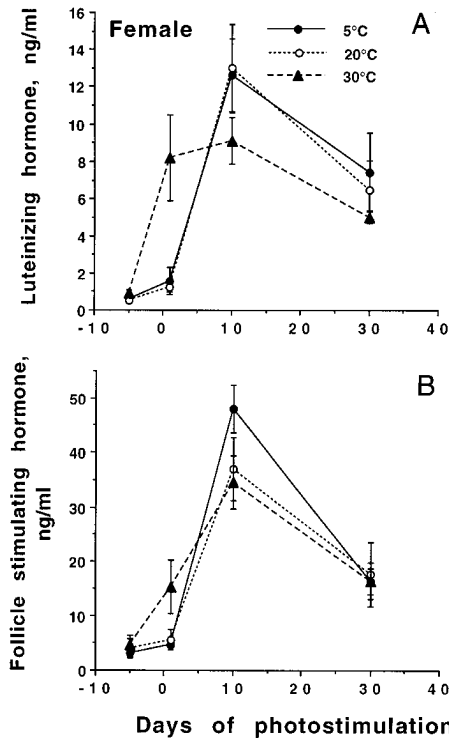 Female
A
5°C
20°C
30°C
Luteinizing hormone, ng/ml
16
14
12
10
8
6
4
2
0
-10 0 10 20 30 40
B
Follicle stimulating hormone,
ng/ml
50
40
30
20
10
0
-10 0 10 20 30 40
Days of photostimulation